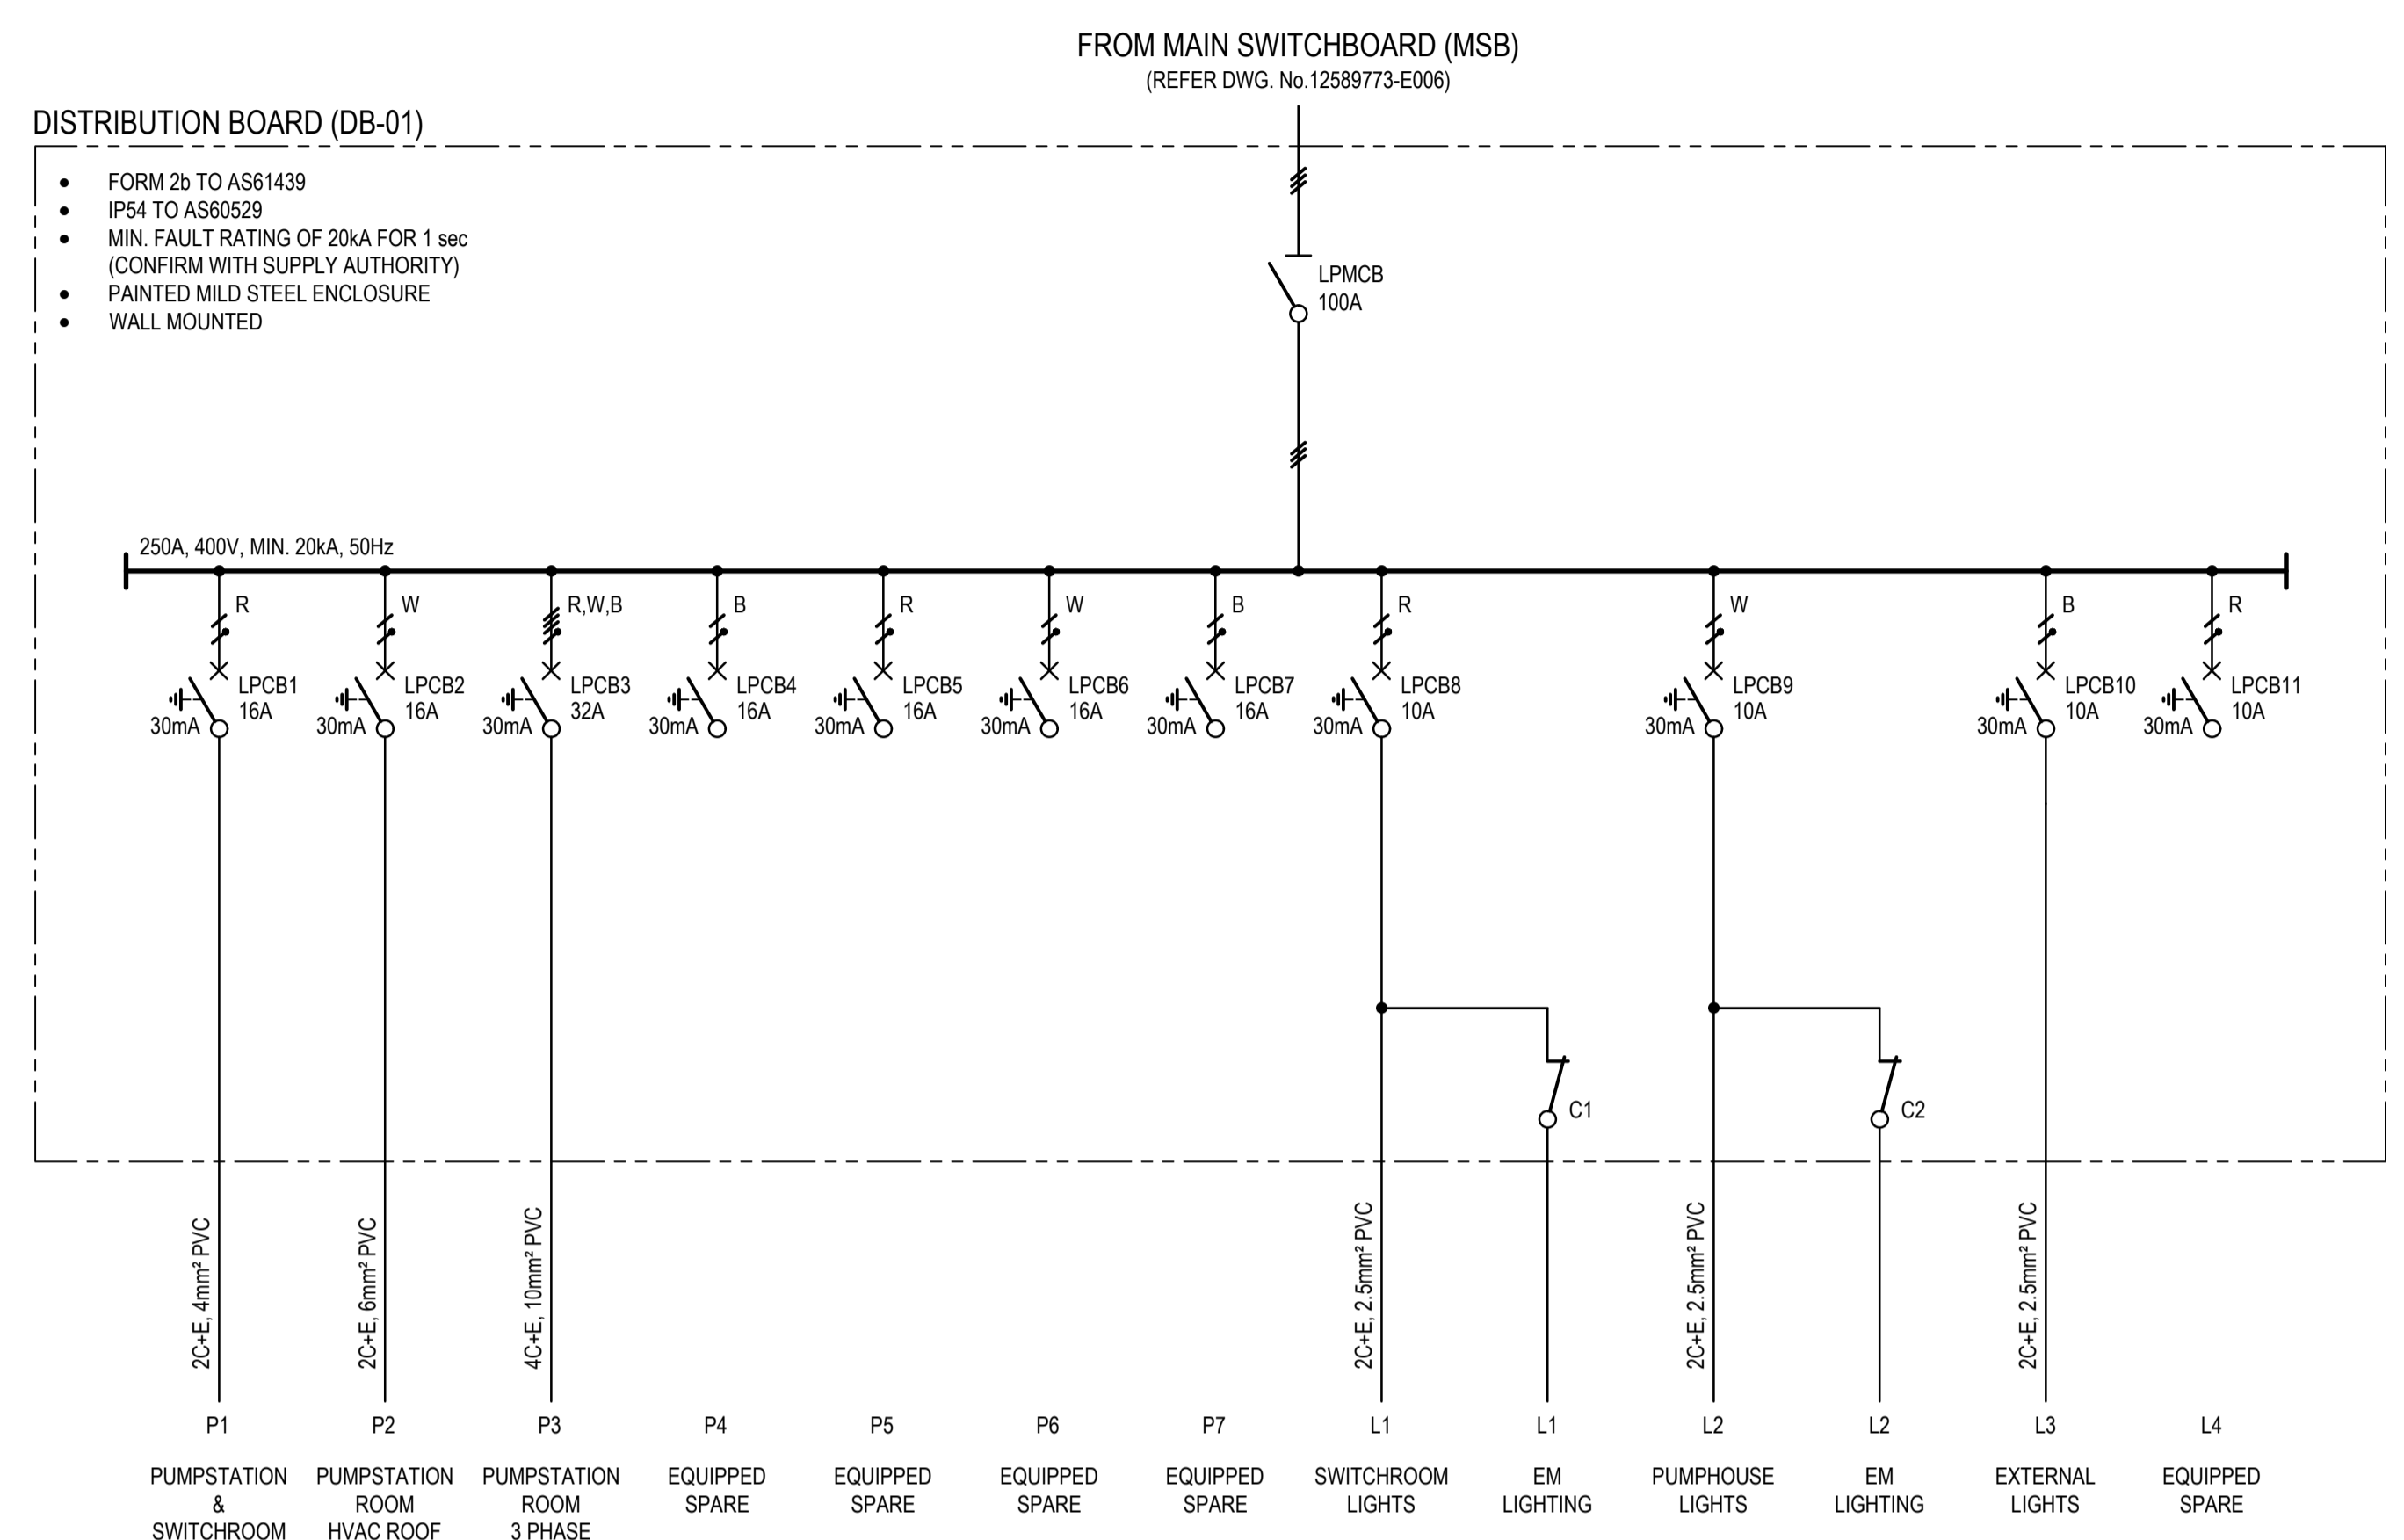 FROM MAIN SWITCHBOARD (MSB)
(REFER DWG. No.12589773-E006)
DISTRIBUTION BOARD (DB-01)
• FORM 2b TO AS61439
• IP54 TO AS60529
• MIN. FAULT RATING OF 20kA FOR 1 sec
(CONFIRM WITH SUPPLY AUTHORITY)
• PAINTED MILD STEEL ENCLOSURE
• WALL MOUNTED
LPMCB
100A
250A, 400V, MIN. 20kA, 50Hz
R
W
R,W,B
B
R
W
B
R
W
B
R
LPCB1
16A
30mA
LPCB2
16A
30mA
LPCB3
32A
30mA
LPCB4
16A
30mA
LPCB5
16A
30mA
LPCB6
16A
30mA
LPCB7
16A
30mA
LPCB8
10A
30mA
LPCB9
10A
30mA
LPCB10
10A
30mA
LPCB11
10A
30mA
C1
C2
2C+E, 4mm² PVC
2C+E, 6mm² PVC
4C+E, 10mm² PVC
2C+E, 2.5mm² PVC
2C+E, 2.5mm² PVC
2C+E, 2.5mm² PVC
P1
PUMPSTATION
&
SWITCHROOM
P2
PUMPSTATION
ROOM
HVAC ROOF
P3
PUMPSTATION
ROOM
3 PHASE
P4
EQUIPPED
SPARE
P5
EQUIPPED
SPARE
P6
EQUIPPED
SPARE
P7
EQUIPPED
SPARE
L1
SWITCHROOM
LIGHTS
L1
EM
LIGHTING
L2
PUMPHOUSE
LIGHTS
L2
EM
LIGHTING
L3
EXTERNAL
LIGHTS
L4
EQUIPPED
SPARE